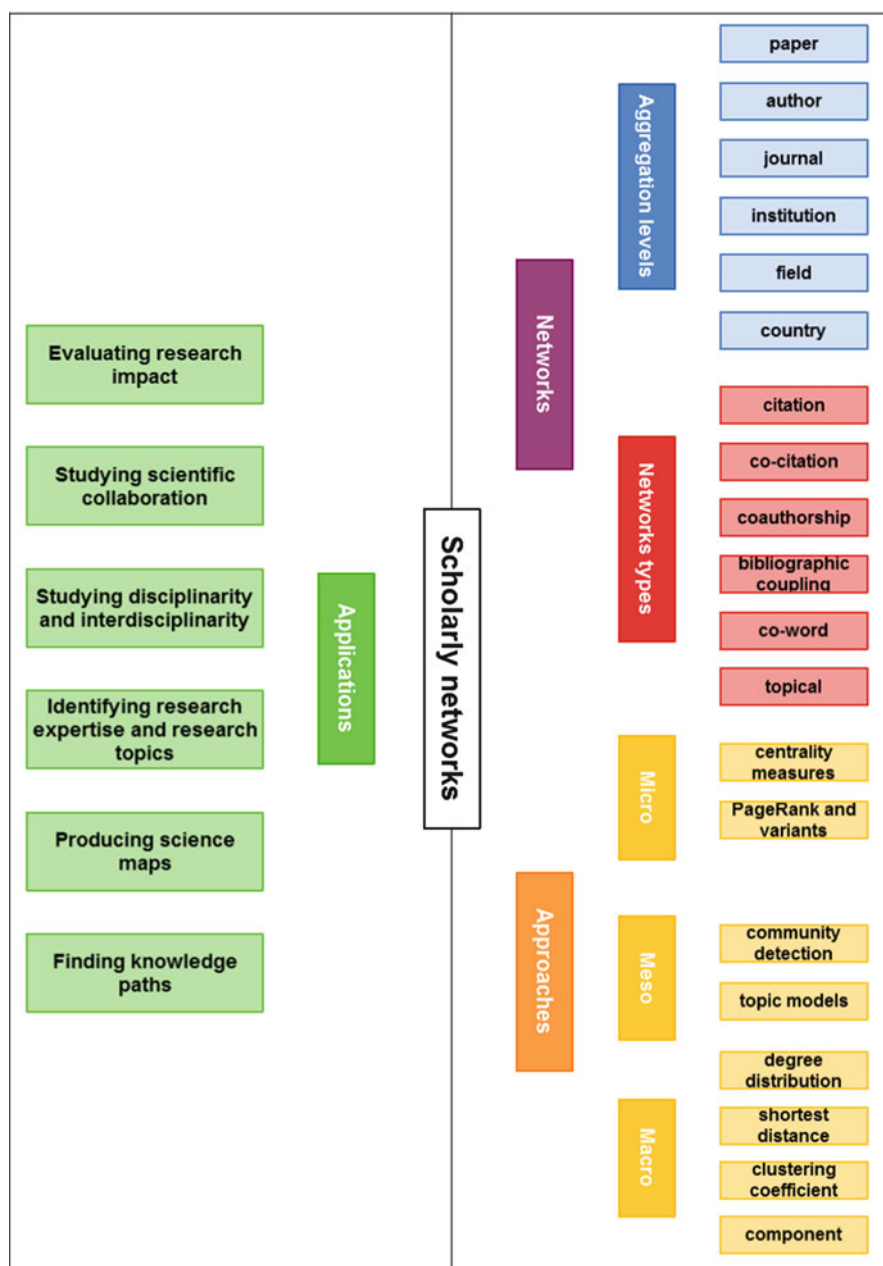 Scholarly networks
Applications
Evaluating research
impact
Studying scientific
collaboration
Studying disciplinarity
and interdisciplinarity
Identifying research
expertise and research
topics
Producing science
maps
Finding knowledge
paths
Networks
Aggregation levels
paper
author
journal
institution
field
country
Networks types
citation
co-citation
coauthorship
bibliographic
coupling
co-word
topical
Approaches
Micro
centrality
measures
PageRank and
variants
Meso
community
detection
topic models
Macro
degree
distribution
shortest
distance
clustering
coefficient
component